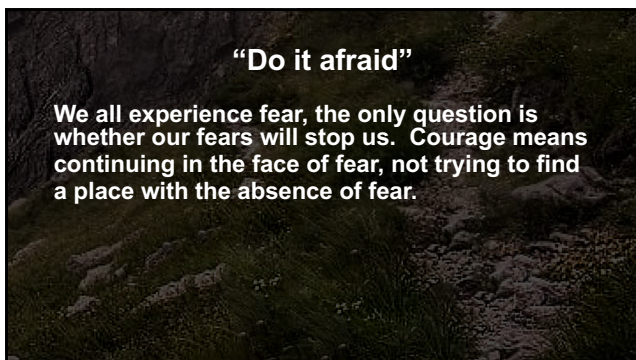 “Do it afraid”
We all experience fear, the only question is
whether our fears will stop us.  Courage means
continuing in the face of fear, not trying to find
a place with the absence of fear.